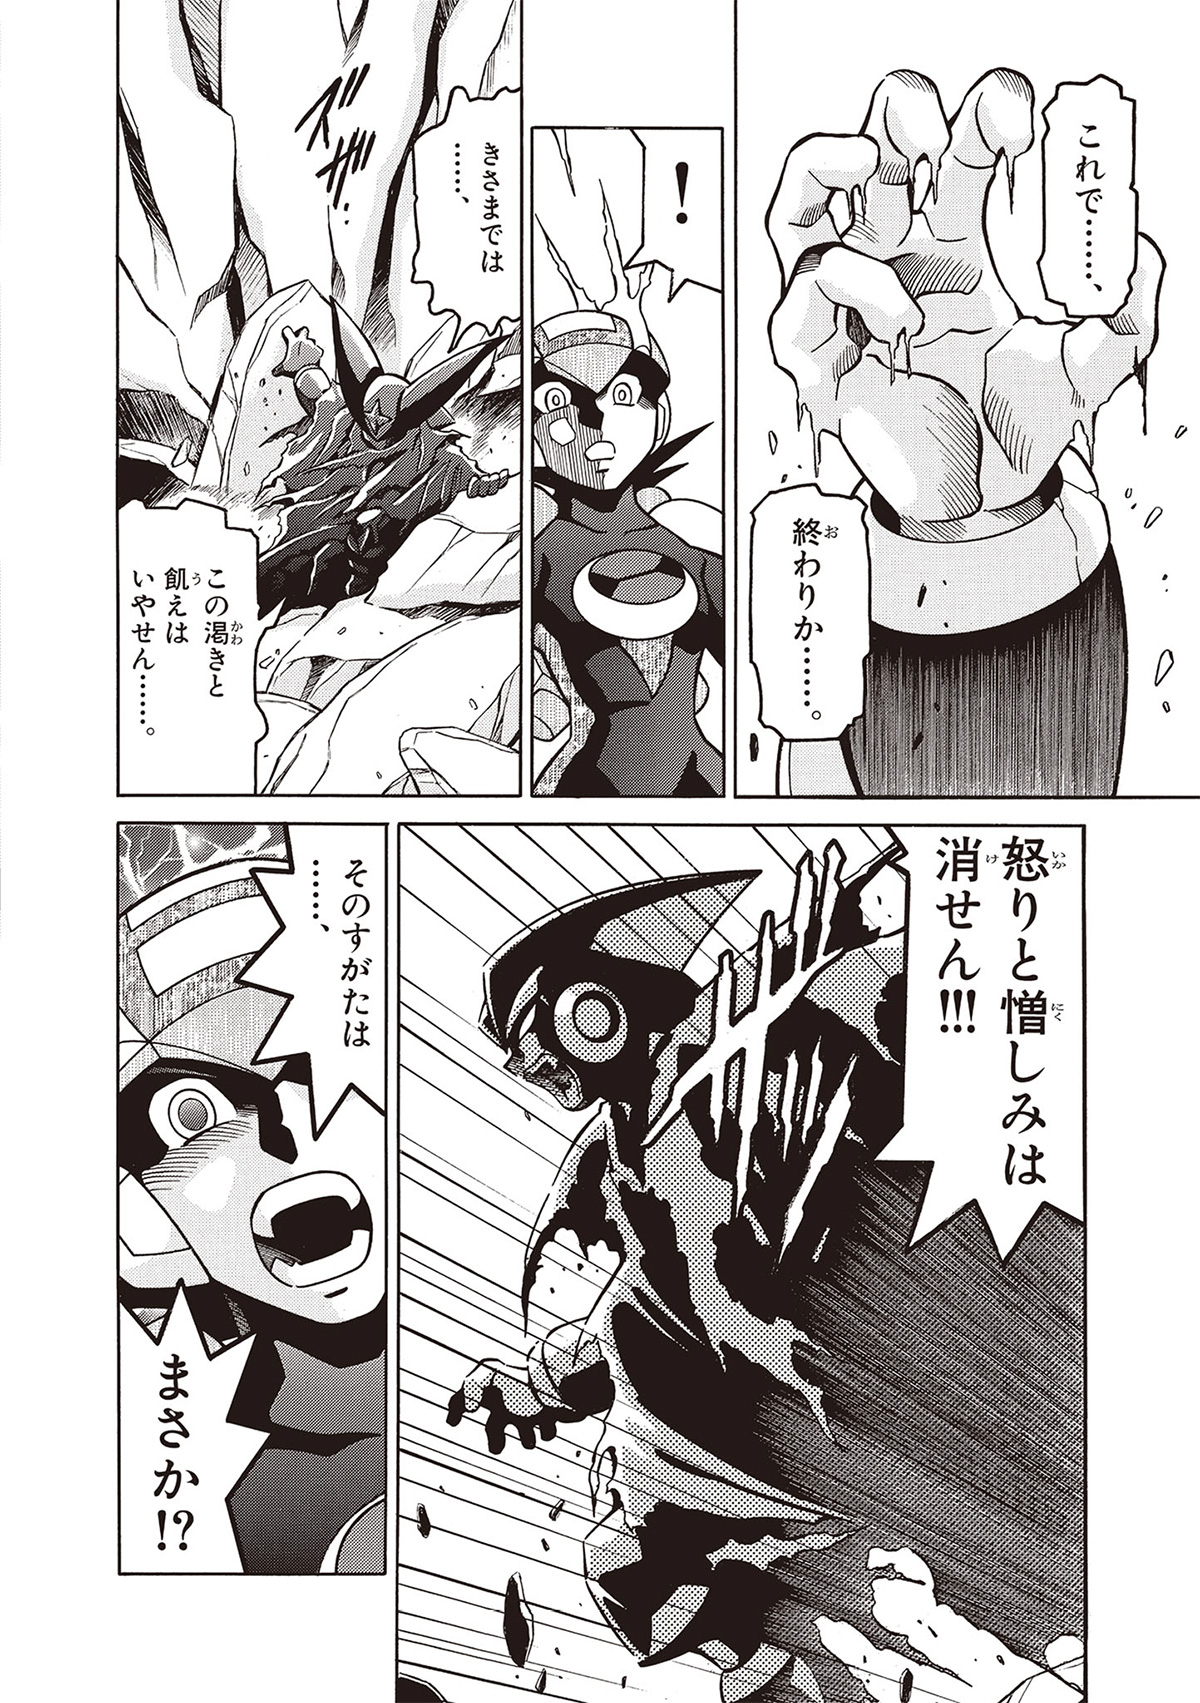 これで………、
終わりか………。
！
きさまでは
……、
ズズズ…
この渇きと
飢えは
いやせん………。
怒りと憎しみは
消せん!!!
そのすがたは
……、
まさか!?